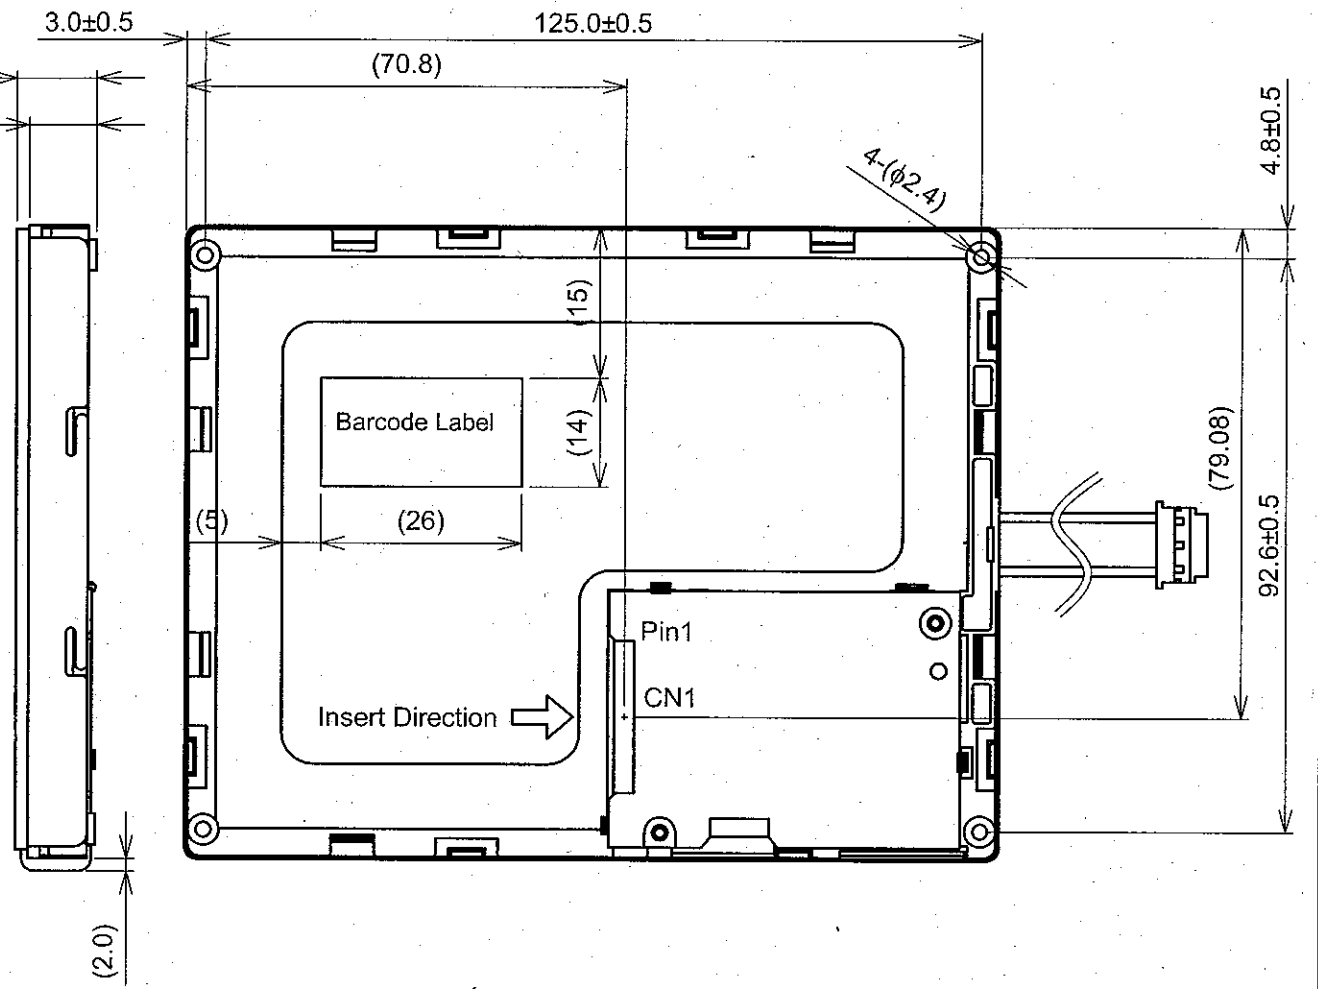 3.0±0.5
125.0±0.5
(70.8)
4.8±0.5
4-(ϕ2.4)
(15)
Barcode Label
(14)
(79.08)
(5)
(26)
92.6±0.5
Pin1
CN1
Insert Direction
(2.0)